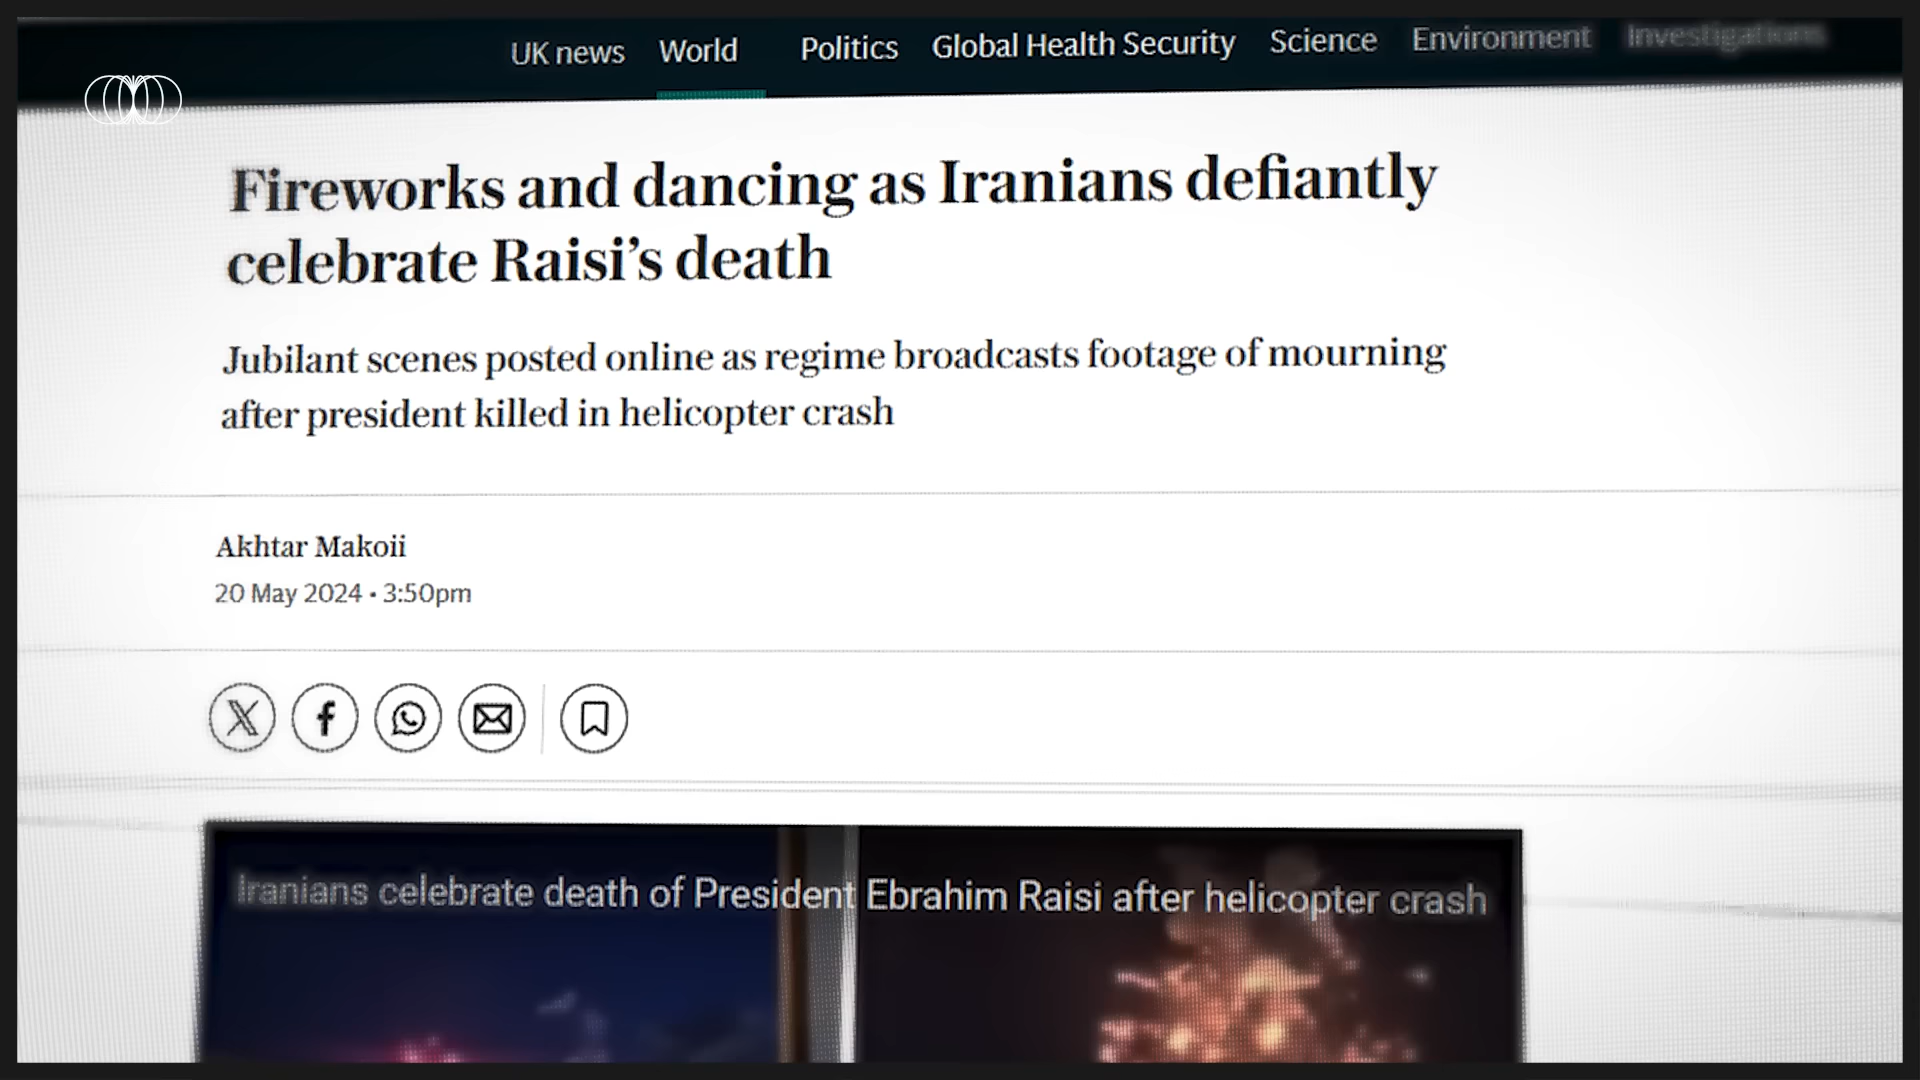 UK news World Politics Global Health Security Science Environment Investigations
Fireworks and dancing as Iranians defiantly
celebrate Raisi’s death
Jubilant scenes posted online as regime broadcasts footage of mourning
after president killed in helicopter crash
Akhtar Makoii
20 May 2024 • 3:50pm
Iranians celebrate death of President Ebrahim Raisi after helicopter crash